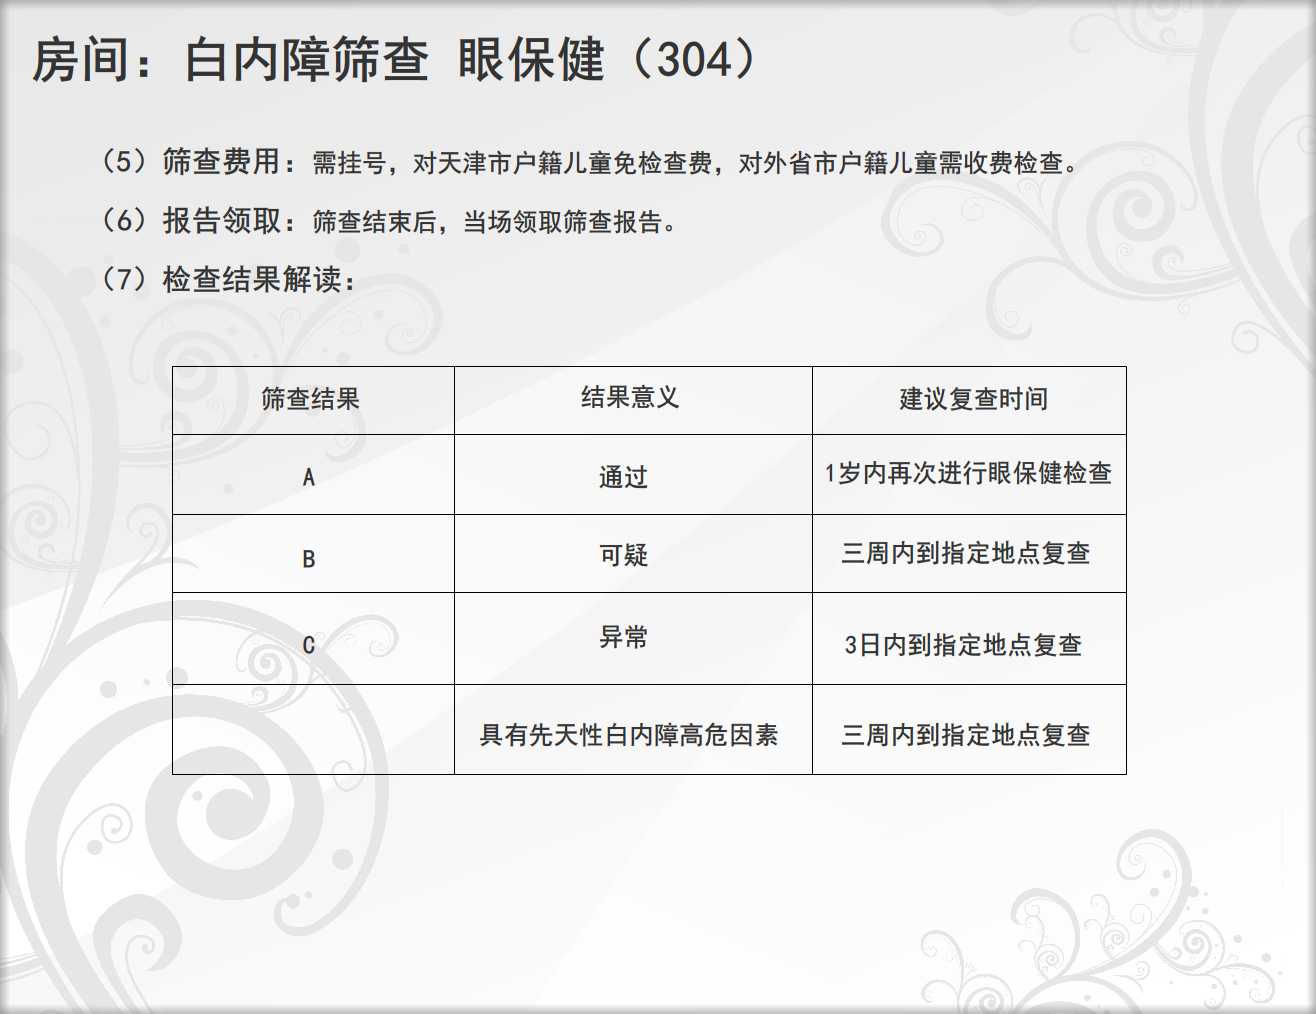 房间：白内障筛查 眼保健（304）
（5）筛查费用：需挂号，对天津市户籍儿童免检查费，对外省市户籍儿童需收费检查。
（6）报告领取：筛查结束后，当场领取筛查报告。
（7）检查结果解读：
筛查结果 结果意义 建议复查时间
A 通过 1岁内再次进行眼保健检查
B 可疑 三周内到指定地点复查
C 异常 3日内到指定地点复查
具有先天性白内障高危因素 三周内到指定地点复查